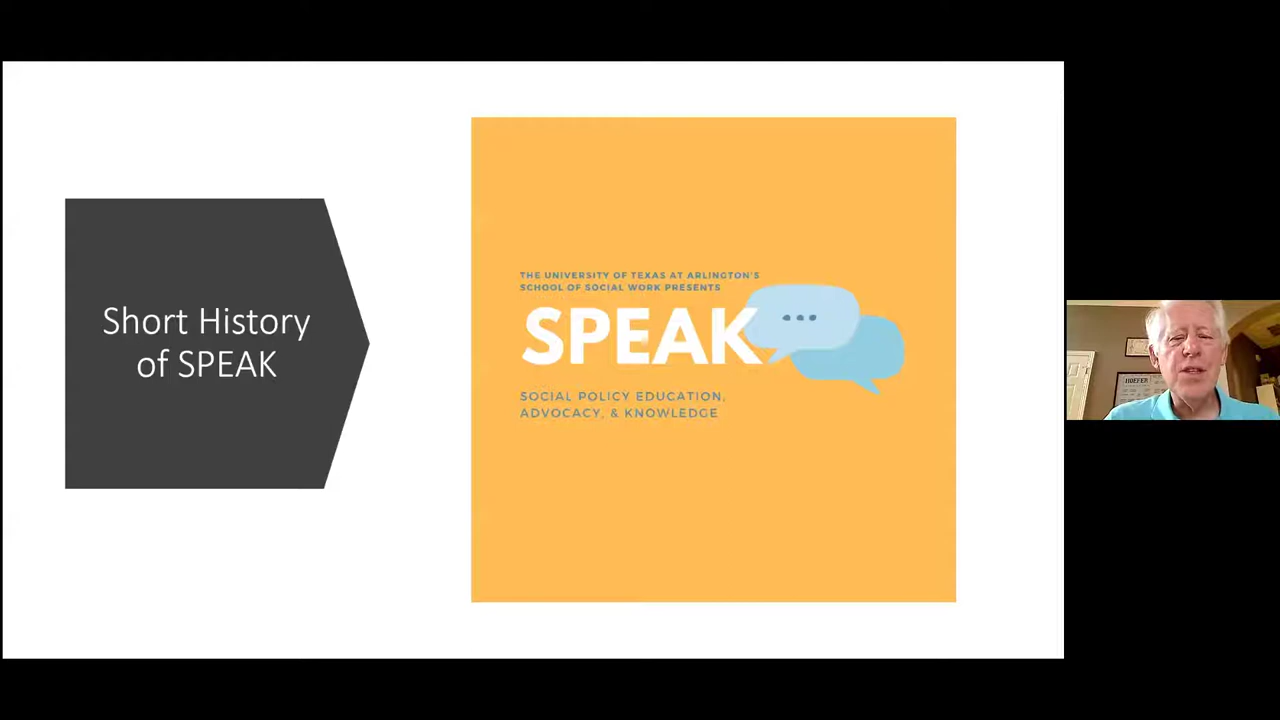 Short History
of SPEAK
THE UNIVERSITY OF TEXAS AT ARLINGTON'S
SCHOOL OF SOCIAL WORK PRESENTS
SPEAK
SOCIAL POLICY EDUCATION,
ADVOCACY, & KNOWLEDGE
HOEFER